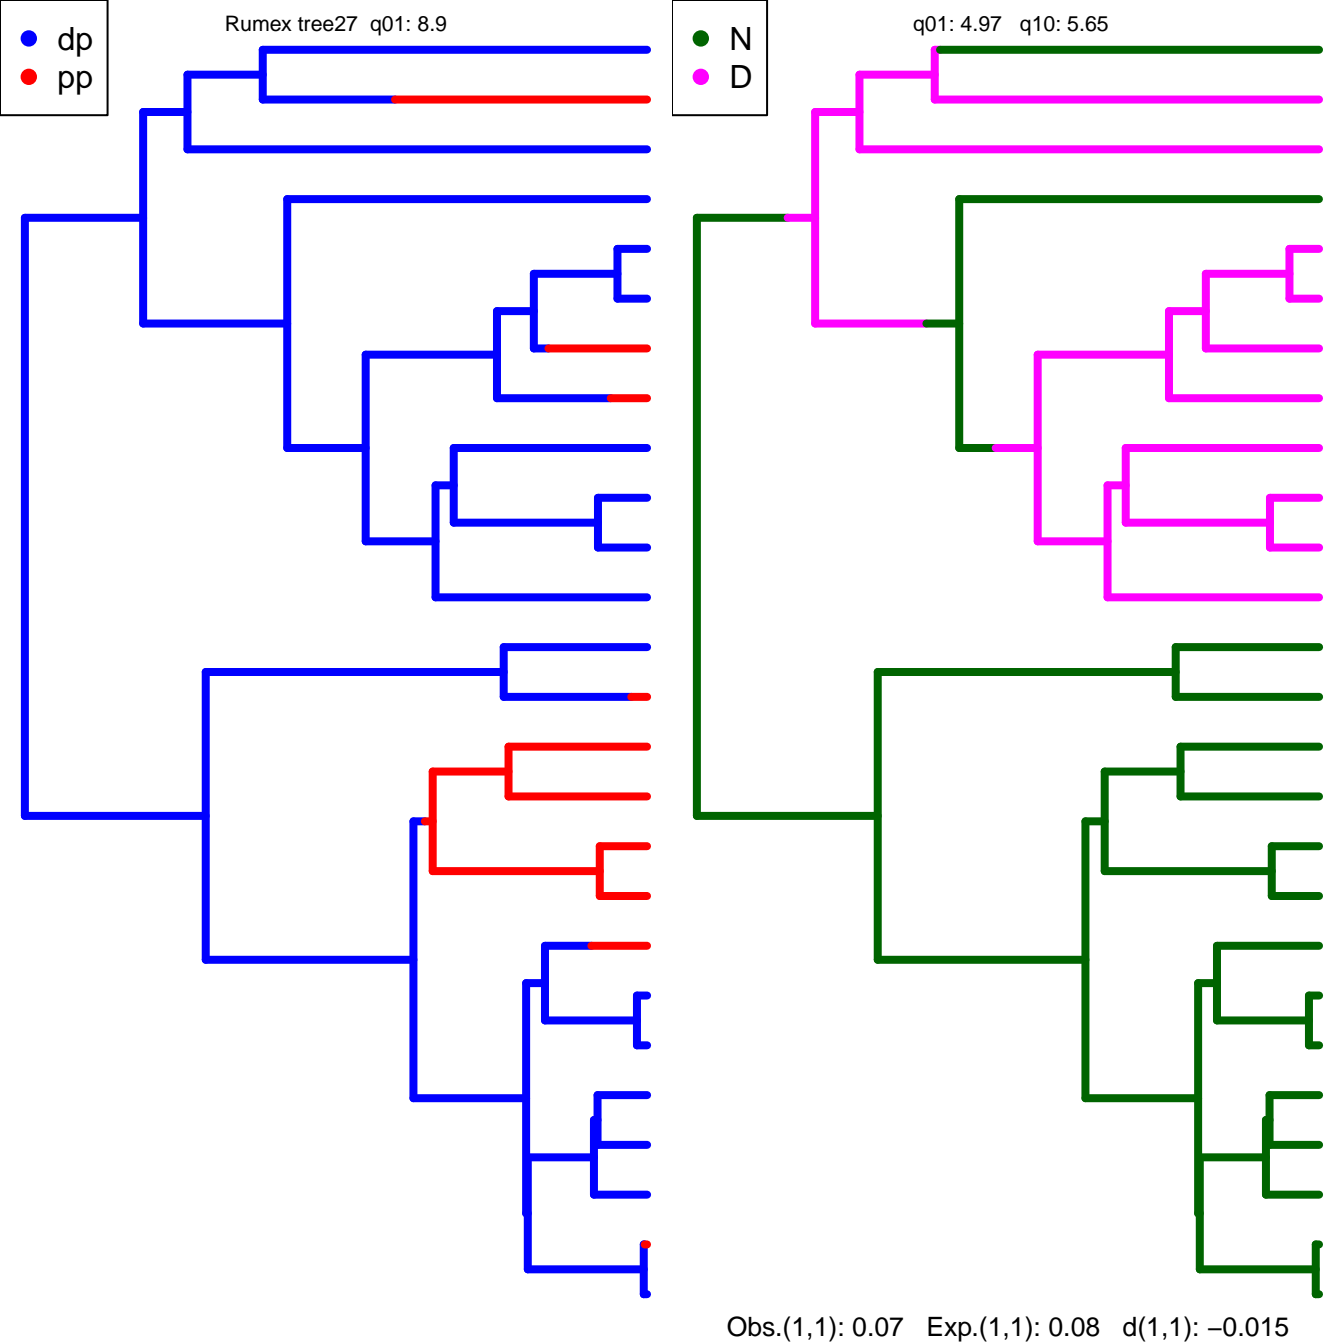 Rumex tree27 q01: 8.9
dp
pp
q01: 4.97 q10: 5.65
N
D
Obs.(1,1): 0.07 Exp.(1,1): 0.08 d(1,1): −0.015